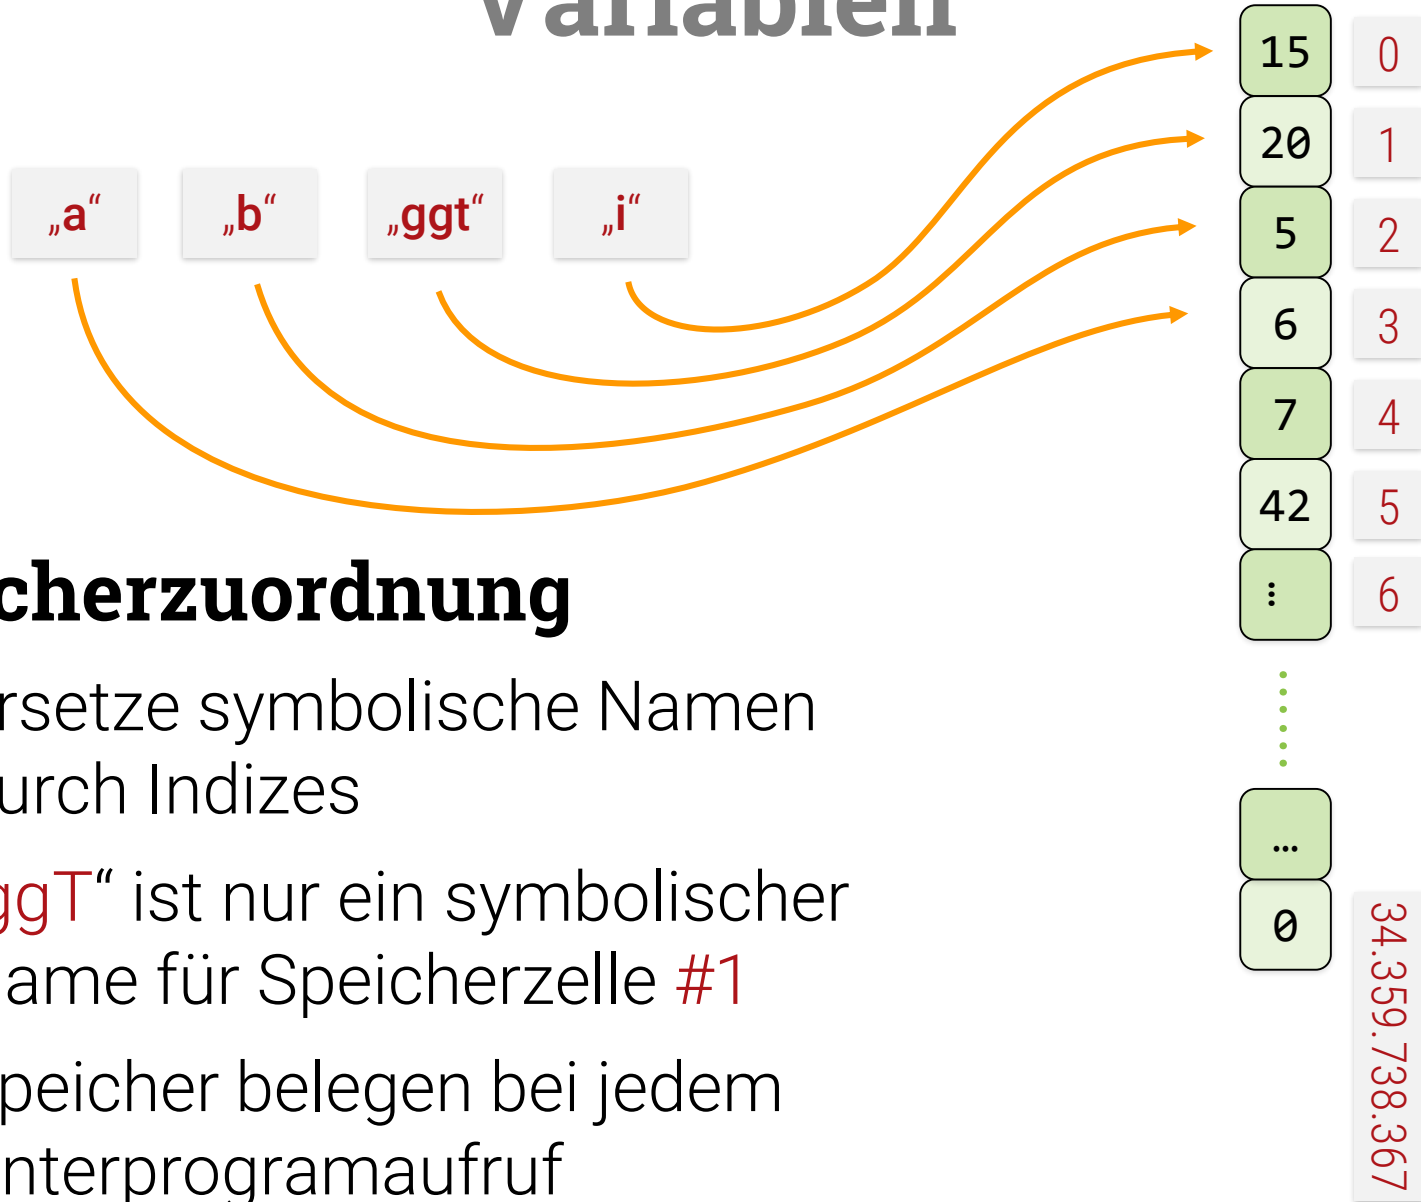 Variablen
„a“ „b“ „ggt“ „i“
15 0
20 1
5 2
6 3
7 4
42 5
⋮ 6
…
0
34.359.738.367
cherzuordnung
rsetze symbolische Namen
urch Indizes
ggT“ ist nur ein symbolischer
ame für Speicherzelle #1
peicher belegen bei jedem
nterprogramaufruf